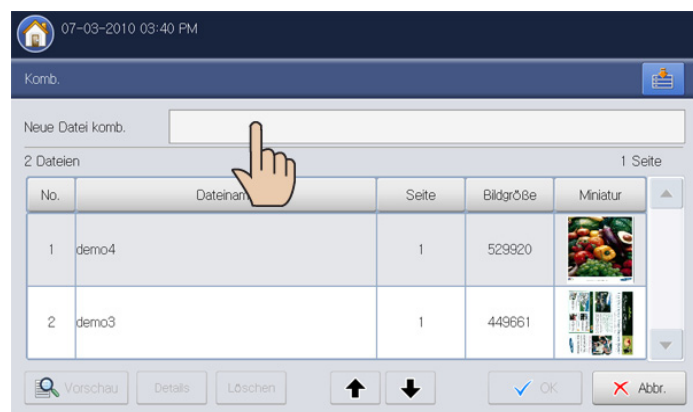 07-03-2010 03:40 PM
Komb.
Neue Datei komb.
2 Dateien 1 Seite
No. Dateinam Seite Bildgröße Miniatur
1 demo4 1 529920
2 demo3 1 449661
Vorschau Details Löschen OK Abbr.